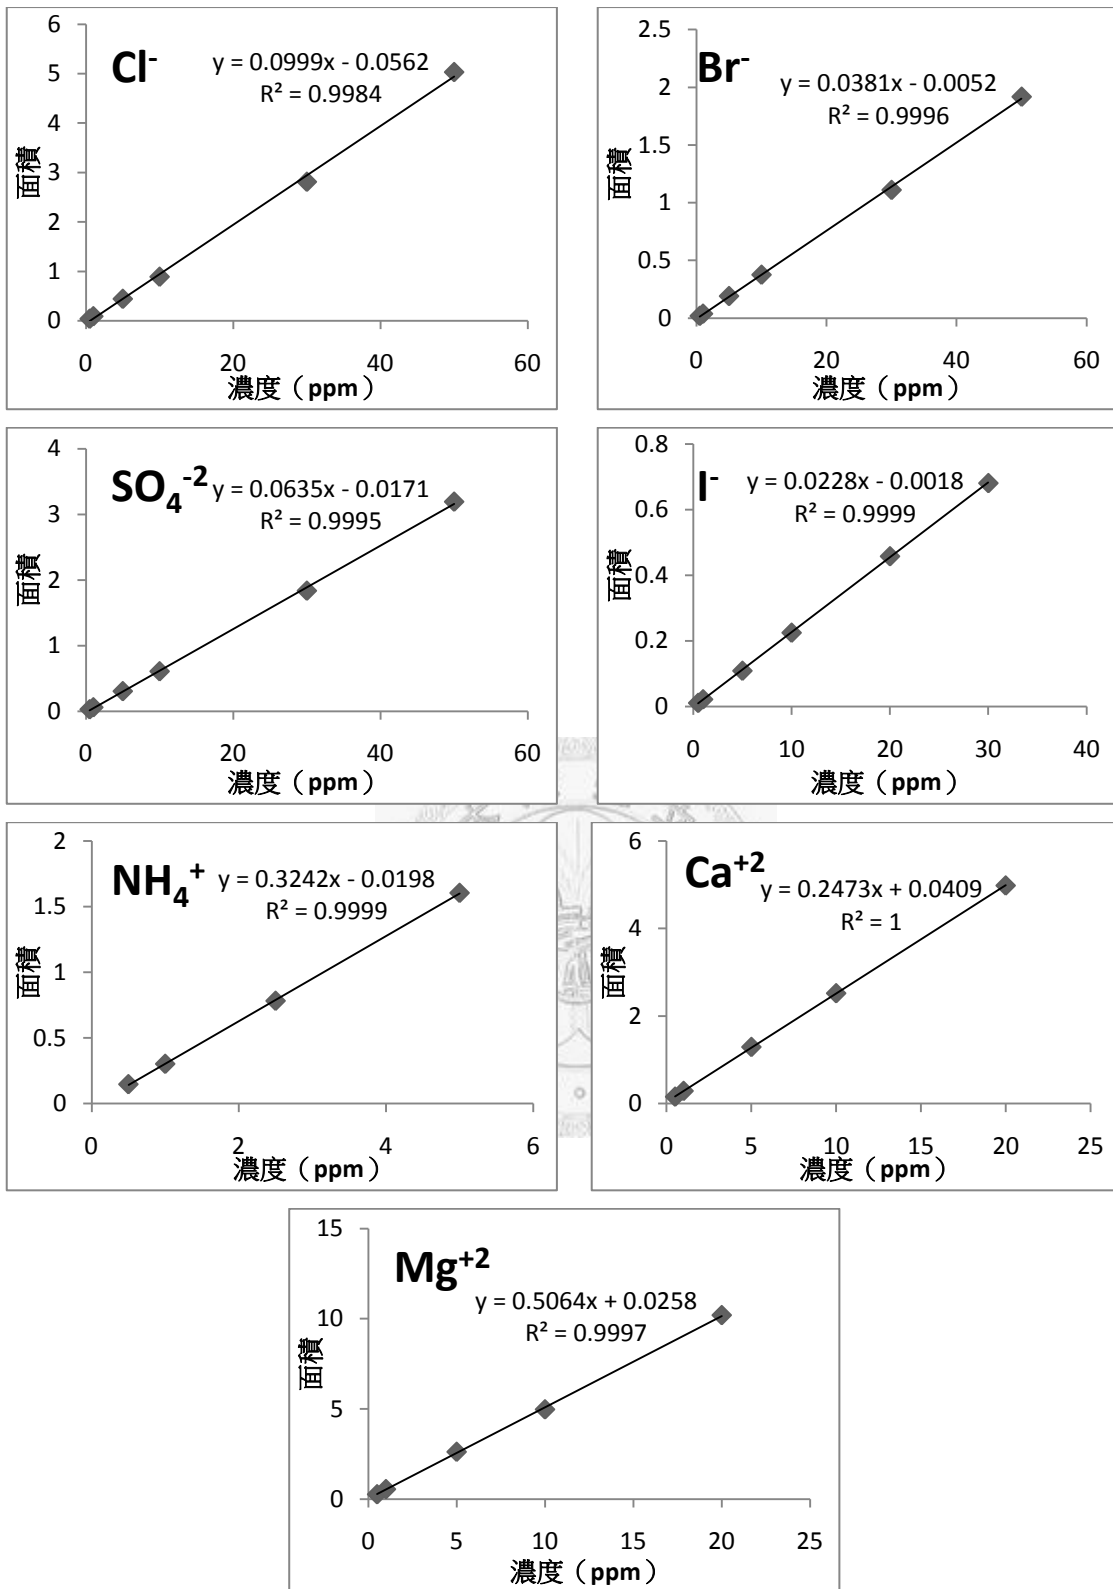 Cl⁻
y = 0.0999x - 0.0562
R² = 0.9984
面積
6
5
4
3
2
1
0
0 20 40 60
濃度（ppm）
Br⁻
y = 0.0381x - 0.0052
R² = 0.9996
面積
2.5
2
1.5
1
0.5
0
0 20 40 60
濃度（ppm）
SO₄⁻²
y = 0.0635x - 0.0171
R² = 0.9995
面積
4
3
2
1
0
0 20 40 60
濃度（ppm）
I⁻
y = 0.0228x - 0.0018
R² = 0.9999
面積
0.8
0.6
0.4
0.2
0
0 10 20 30 40
濃度（ppm）
NH₄⁺
y = 0.3242x - 0.0198
R² = 0.9999
面積
2
1.5
1
0.5
0
0 2 4 6
濃度（ppm）
Ca⁺²
y = 0.2473x + 0.0409
R² = 1
面積
6
4
2
0
0 5 10 15 20 25
濃度（ppm）
Mg⁺²
y = 0.5064x + 0.0258
R² = 0.9997
面積
15
10
5
0
0 5 10 15 20 25
濃度（ppm）